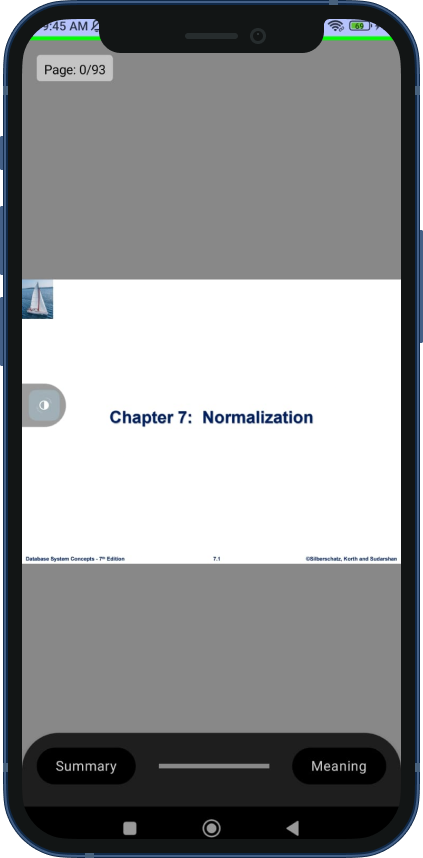 9:45 AM
69
Page: 0/93
Chapter 7: Normalization
Database System Concepts - 7th Edition
7.1
©Silberschatz, Korth and Sudarshan
Summary
Meaning